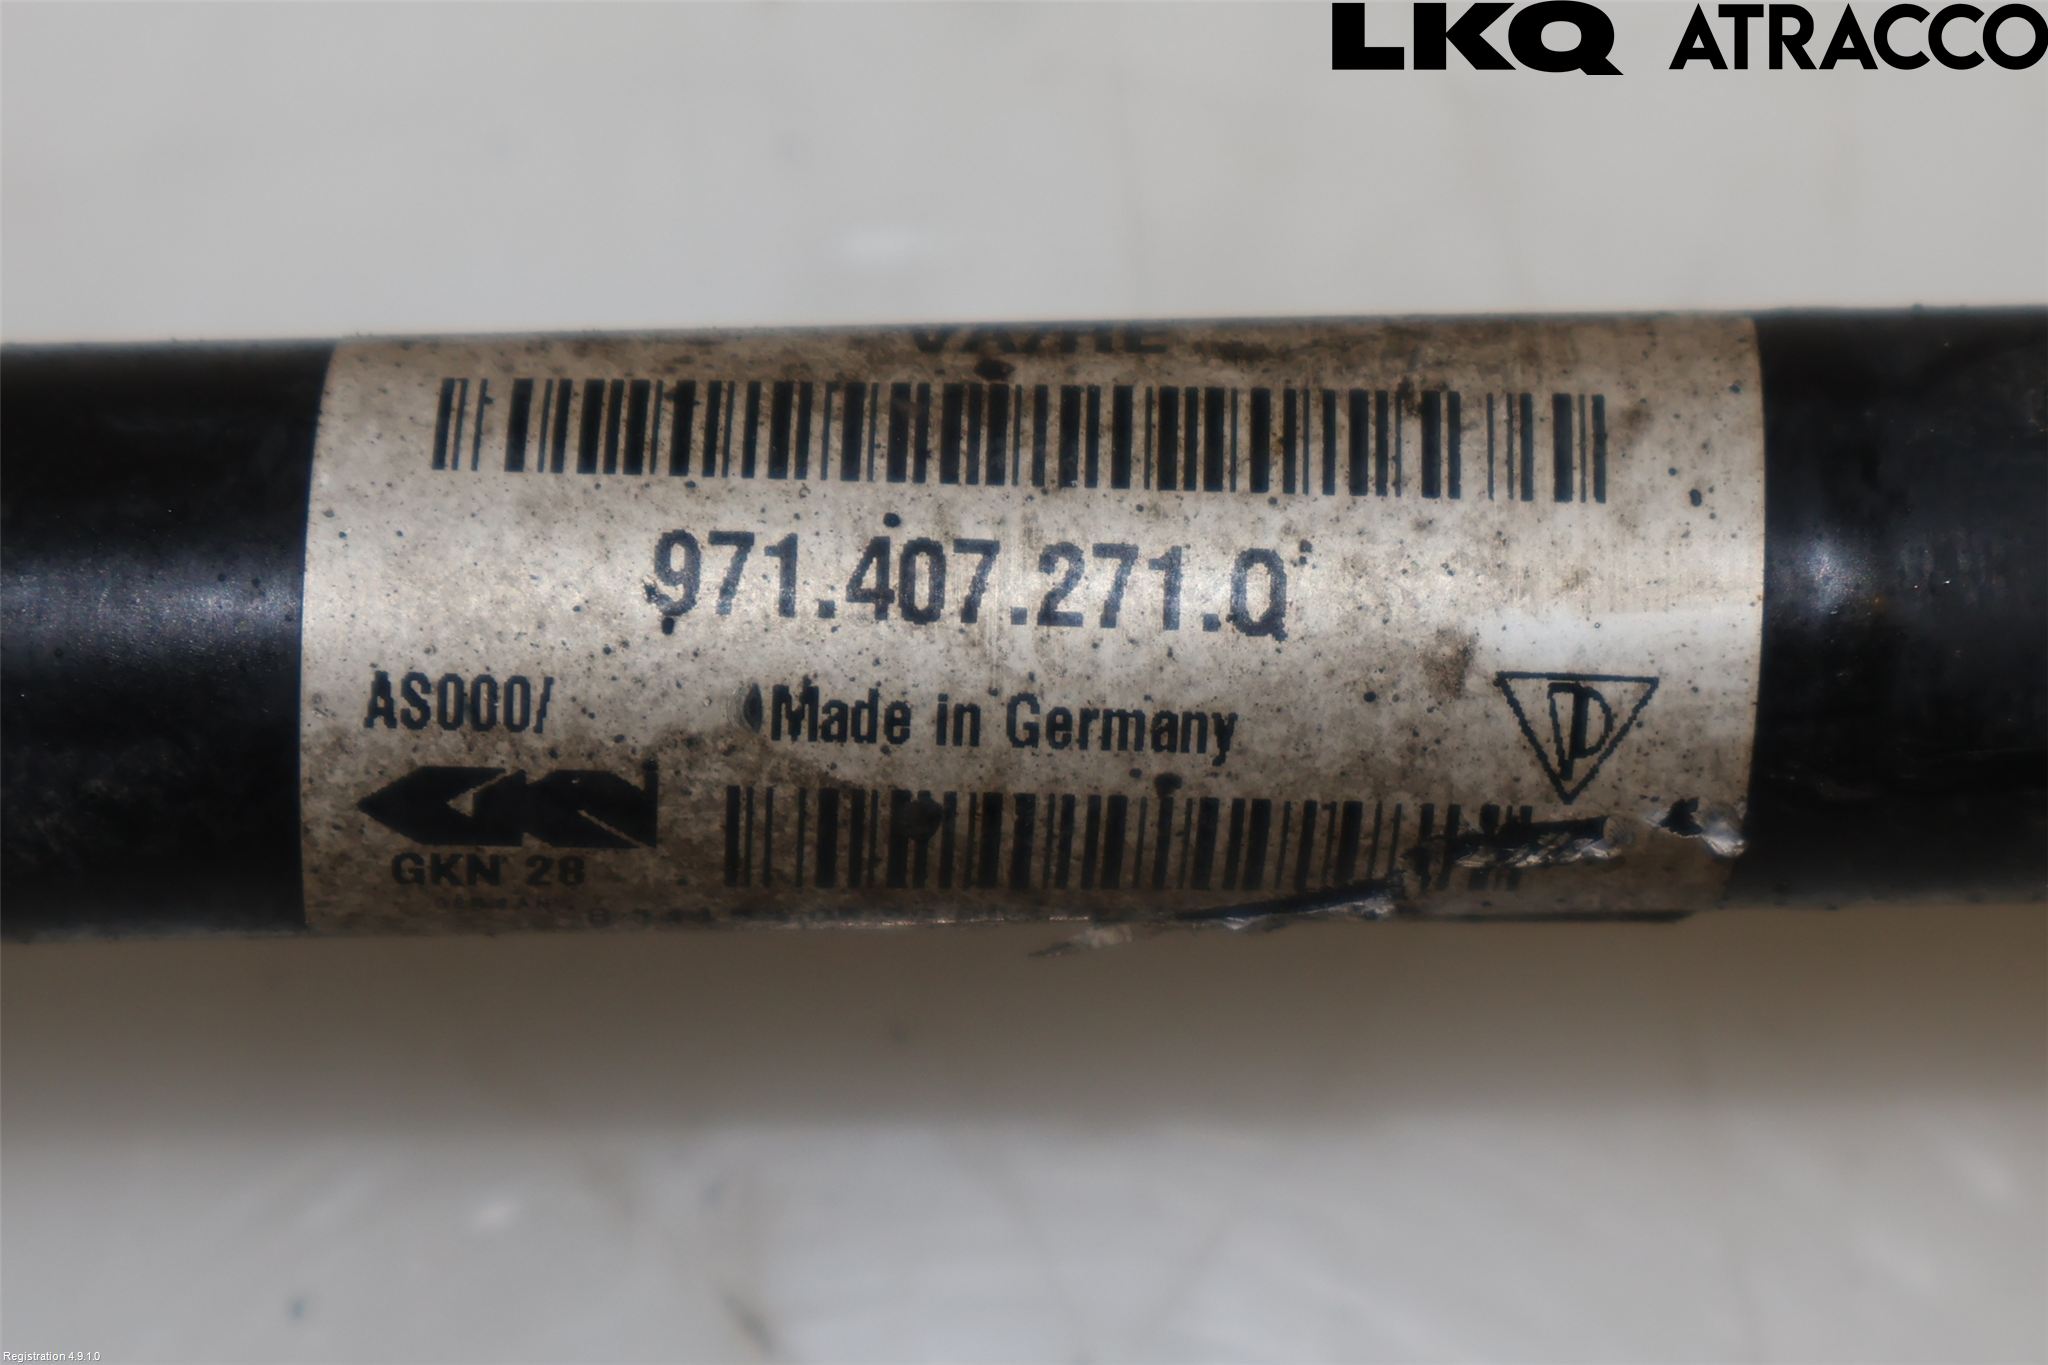 LKQ ATRACCO
971.407.271.Q
AS000/ Made in Germany
GKN 28
Registration 4.9.1.0